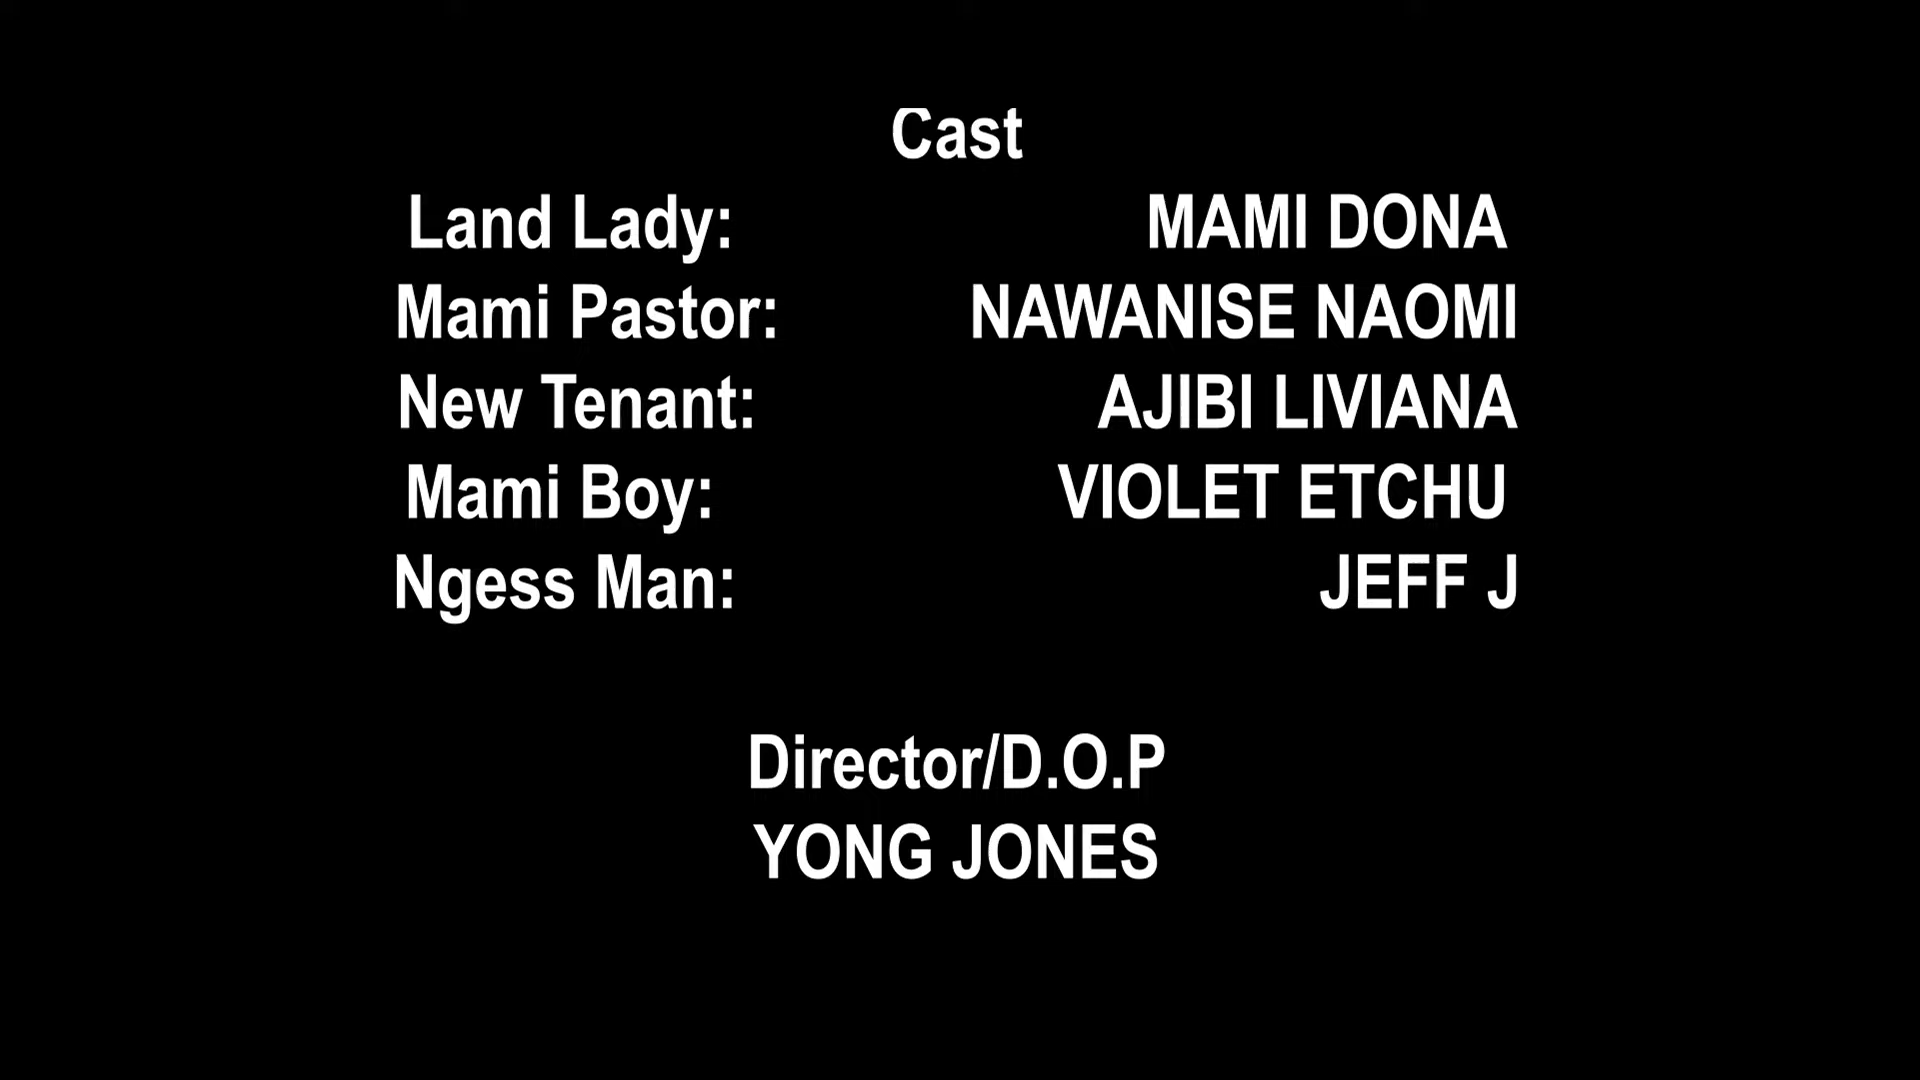 Cast
Land Lady: MAMI DONA
Mami Pastor: NAWANISE NAOMI
New Tenant: AJIBI LIVIANA
Mami Boy: VIOLET ETCHU
Ngess Man: JEFF J
Director/D.O.P
YONG JONES